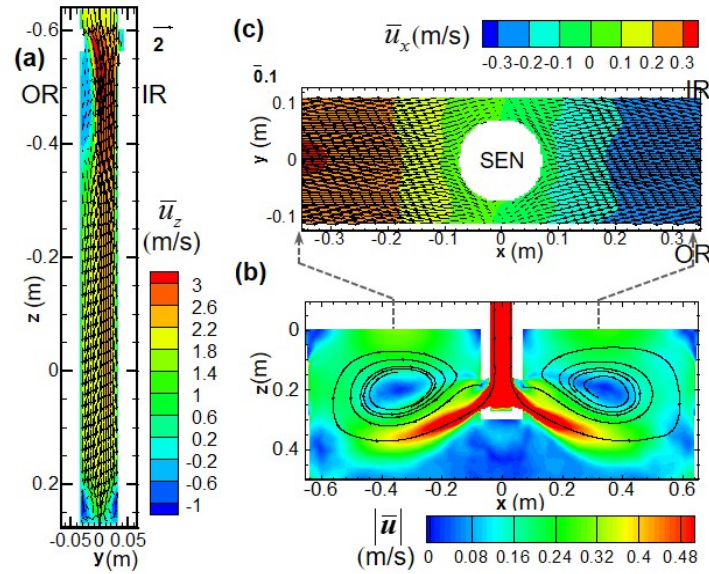 (a)
OR
IR
2
-0.6
-0.4
-0.2
0
0.2
z (m)
-0.05
0.05
y(m)
u̅z
(m/s)
3
2.6
2.2
1.8
1.4
1
0.6
0.2
-0.2
-0.6
-1
(c)
u̅x(m/s)
-0.3
-0.2
-0.1
0
0.1
0.2
0.3
0.1
IR
0.1
0
-0.1
y (m)
SEN
-0.3
-0.2
-0.1
0
0.1
0.2
0.3
x (m)
OR
(b)
0
0.2
0.4
z(m)
-0.6
-0.4
-0.2
0
0.2
0.4
0.6
x (m)
|u̅|
(m/s)
0
0.08
0.16
0.24
0.32
0.4
0.48